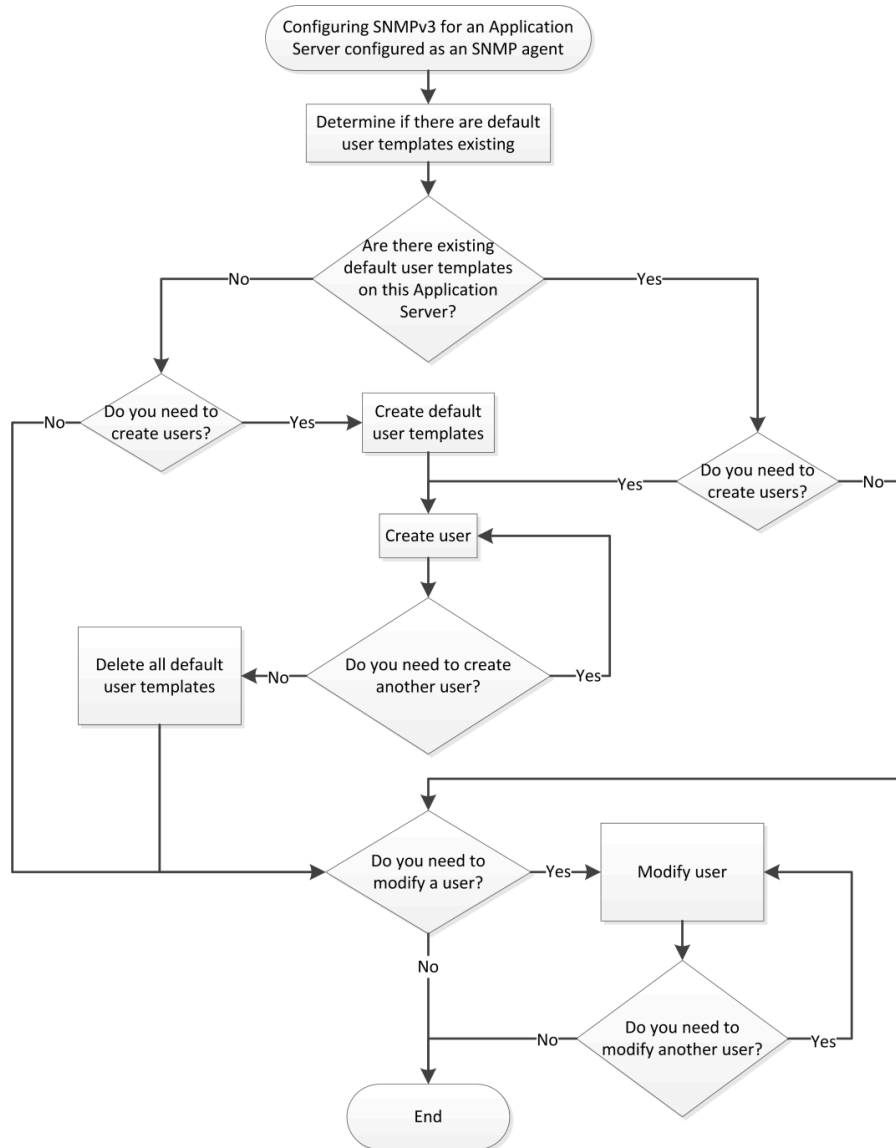 Configuring SNMPv3 for an Application
Server configured as an SNMP agent
Determine if there are default
user templates existing
Are there existing
default user templates
on this Application
Server?
No
Yes
Do you need to
create users?
No
Yes
Create default
user templates
Do you need to
create users?
Yes
No
Create user
Do you need to create
another user?
Yes
No
Delete all default
user templates
Do you need to
modify a user?
Yes
Modify user
No
Do you need to
modify another user?
No
Yes
End